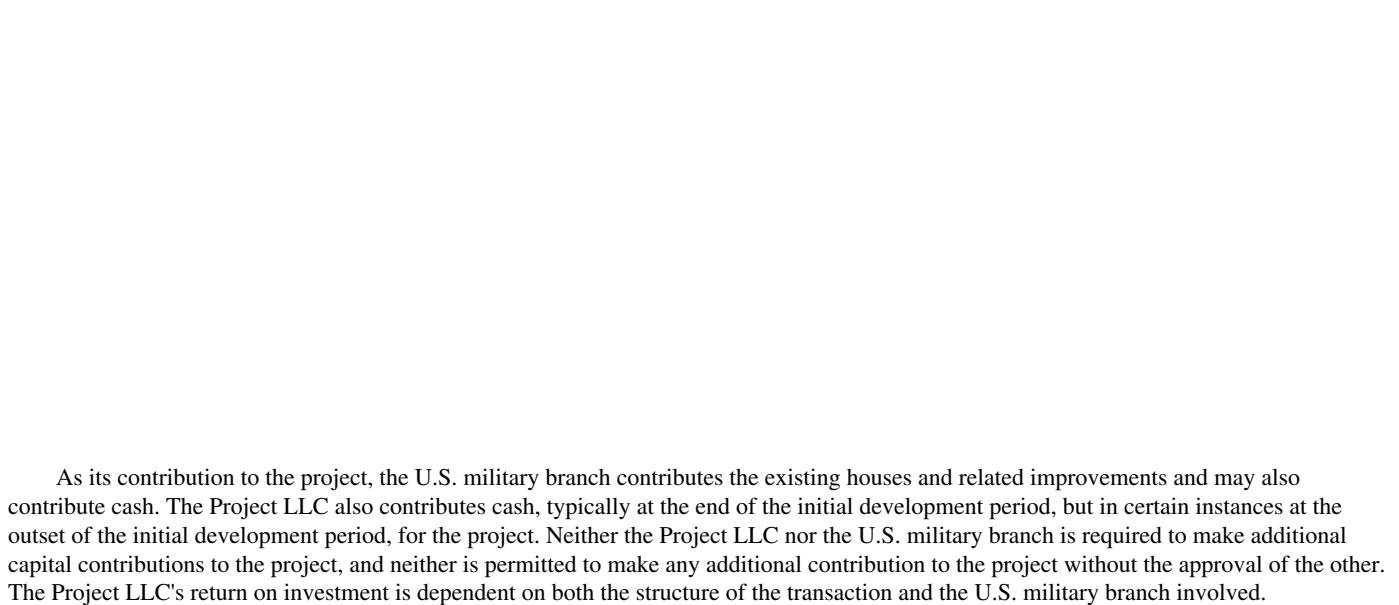 As its contribution to the project, the U.S. military branch contributes the existing houses and related improvements and may also
contribute cash. The Project LLC also contributes cash, typically at the end of the initial development period, but in certain instances at the
outset of the initial development period, for the project. Neither the Project LLC nor the U.S. military branch is required to make additional
capital contributions to the project, and neither is permitted to make any additional contribution to the project without the approval of the other.
The Project LLC's return on investment is dependent on both the structure of the transaction and the U.S. military branch involved.